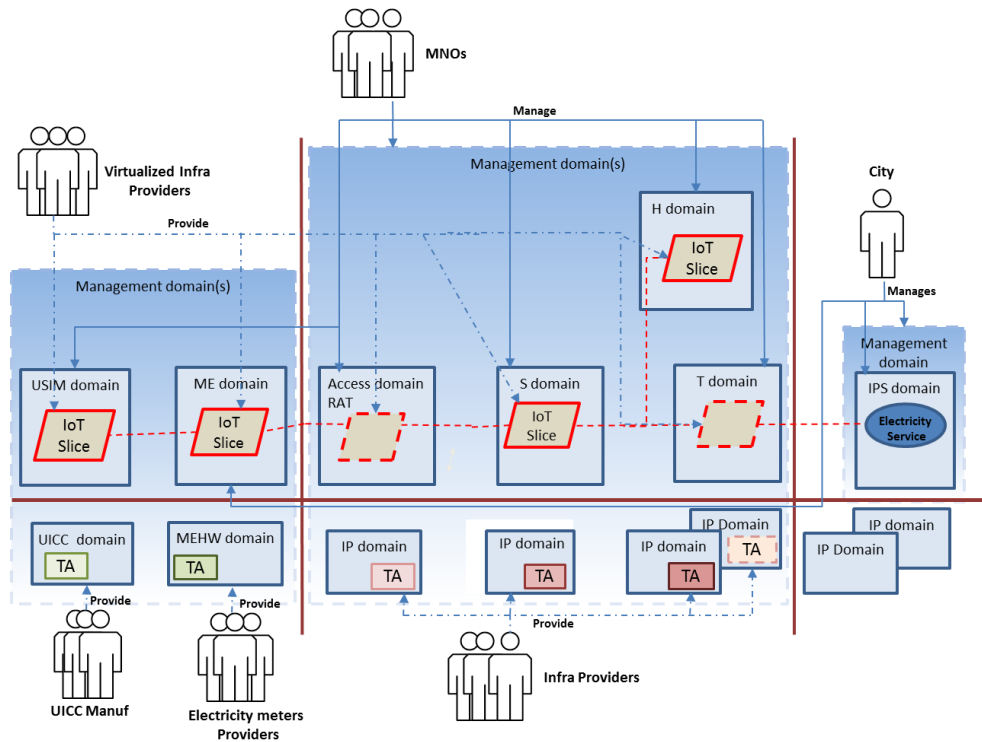 MNOs
Manage
Virtualized Infra
Providers
Management domain(s)
City
H domain
IoT
Slice
Provide
Management domain(s)
Manages
Management
domain
USIM domain
IoT
Slice
ME domain
IoT
Slice
Access domain
RAT
S domain
IoT
Slice
T domain
IPS domain
Electricity
Service
UICC domain
TA
MEHW domain
TA
IP domain
TA
IP domain
TA
IP domain
TA
IP Domain
TA
IP domain
IP Domain
Provide
Provide
Provide
UICC Manuf
Electricity meters
Providers
Infra Providers